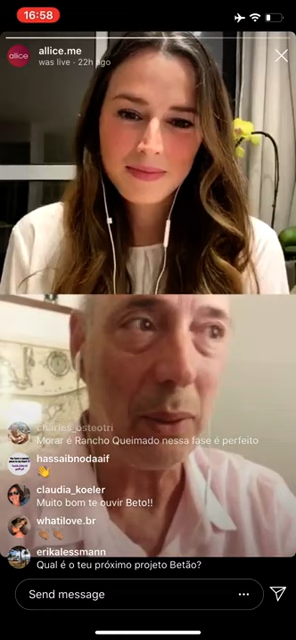 16:58
allice
allice.me
was live · 22h ago
charles_osteotri
Morar é Rancho Queimado nessa fase é perfeito
hassaibnodaaif
👋
claudia_koeler
Muito bom te ouvir Beto!!
whatilove.br
👏🏽👏🏽
erikalessmann
Qual é o teu próximo projeto Betão?
Send message